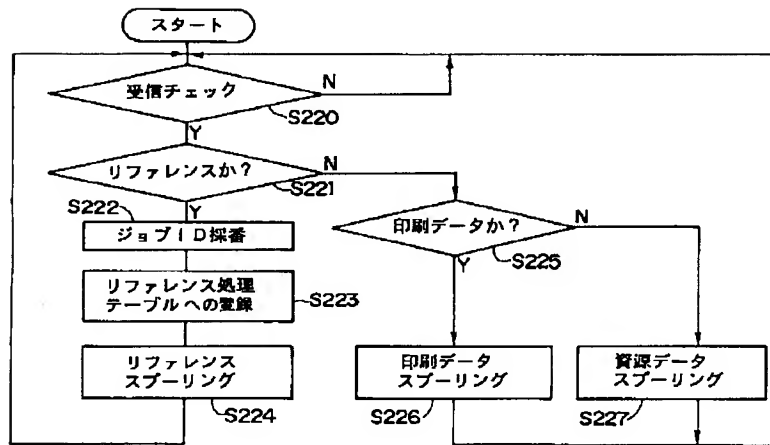 スタート
受信チェック
N
S220
Y
リファレンスか?
N
S221
Y
S222
ジョブID採番
リファレンス処理
テーブルへの登録
S223
リファレンス
スプーリング
S224
印刷データか?
N
S225
Y
印刷データ
スプーリング
S226
資源データ
スプーリング
S227